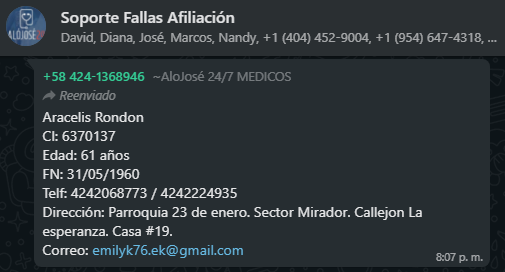 Soporte Fallas Afiliación
David, Diana, José, Marcos, Nandy, +1 (404) 452-9004, +1 (954) 647-4318, ...
ALÓJOSÉ
+58 424-1368946 ~AloJosé 24/7 MEDICOS
Reenviado
Aracelis Rondon
CI: 6370137
Edad: 61 años
FN: 31/05/1960
Telf: 4242068773 / 4242224935
Dirección: Parroquia 23 de enero. Sector Mirador. Callejon La
esperanza. Casa #19.
Correo: emilyk76.ek@gmail.com
8:07 p. m.